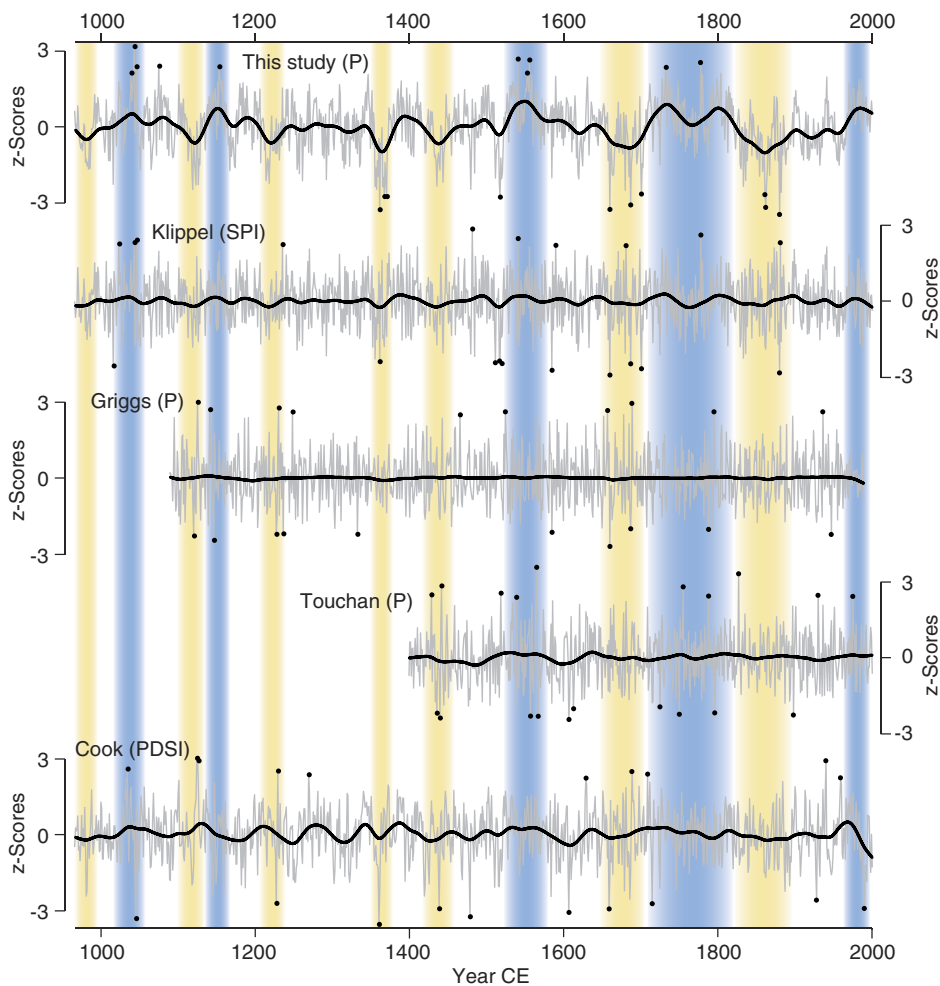 1000 1200 1400 1600 1800 2000
3
0
-3
z-Scores
This study (P)
Klippel (SPI)
3
0
-3
z-Scores
Griggs (P)
3
0
-3
z-Scores
Touchan (P)
3
0
-3
z-Scores
Cook (PDSI)
3
0
-3
z-Scores
1000 1200 1400 1600 1800 2000
Year CE